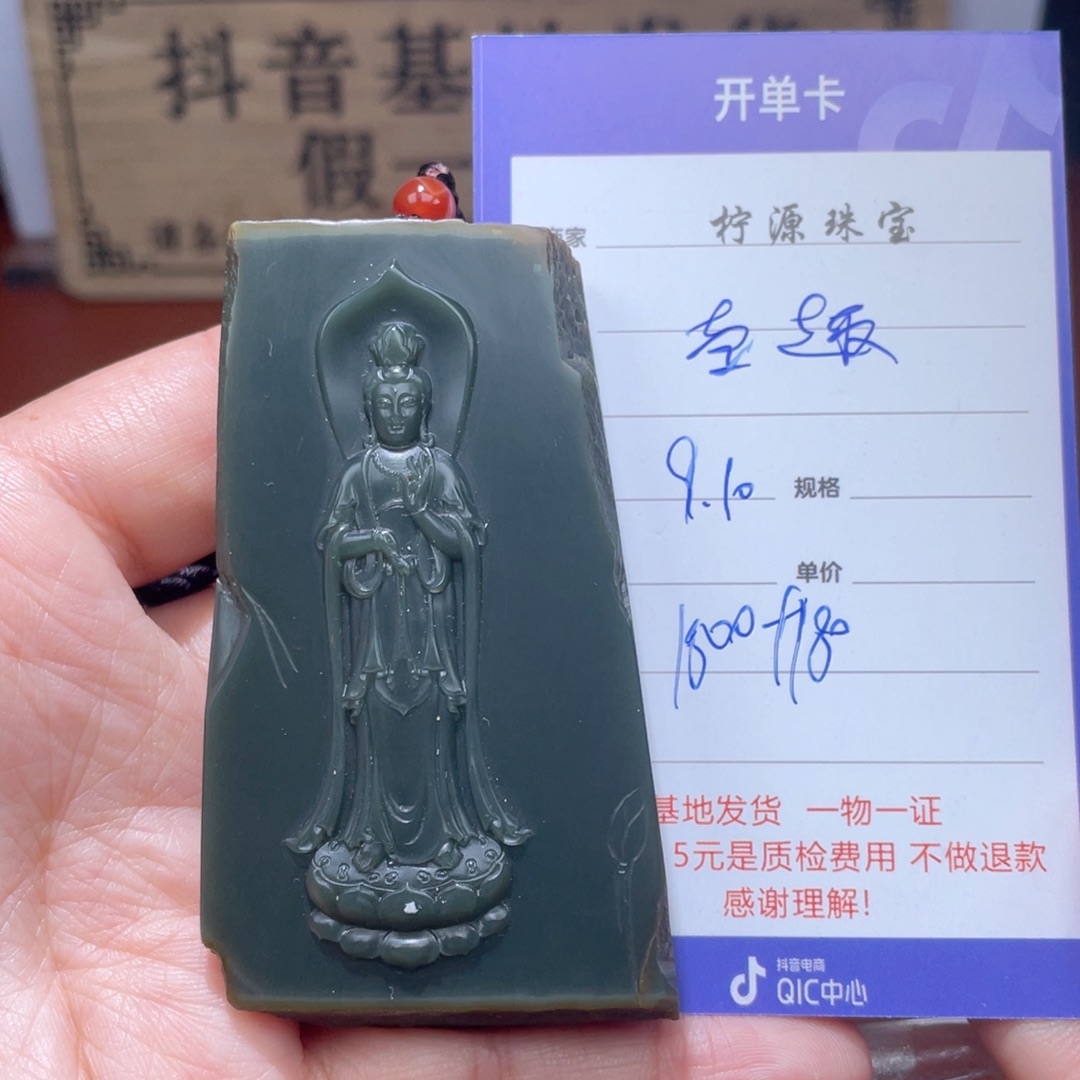 抖音基
假一
开单卡
家
柠源珠宝
9.10
规格
单价
基地发货 一物一证
5元是质检费用 不做退款
感谢理解!
抖音电商
QIC中心